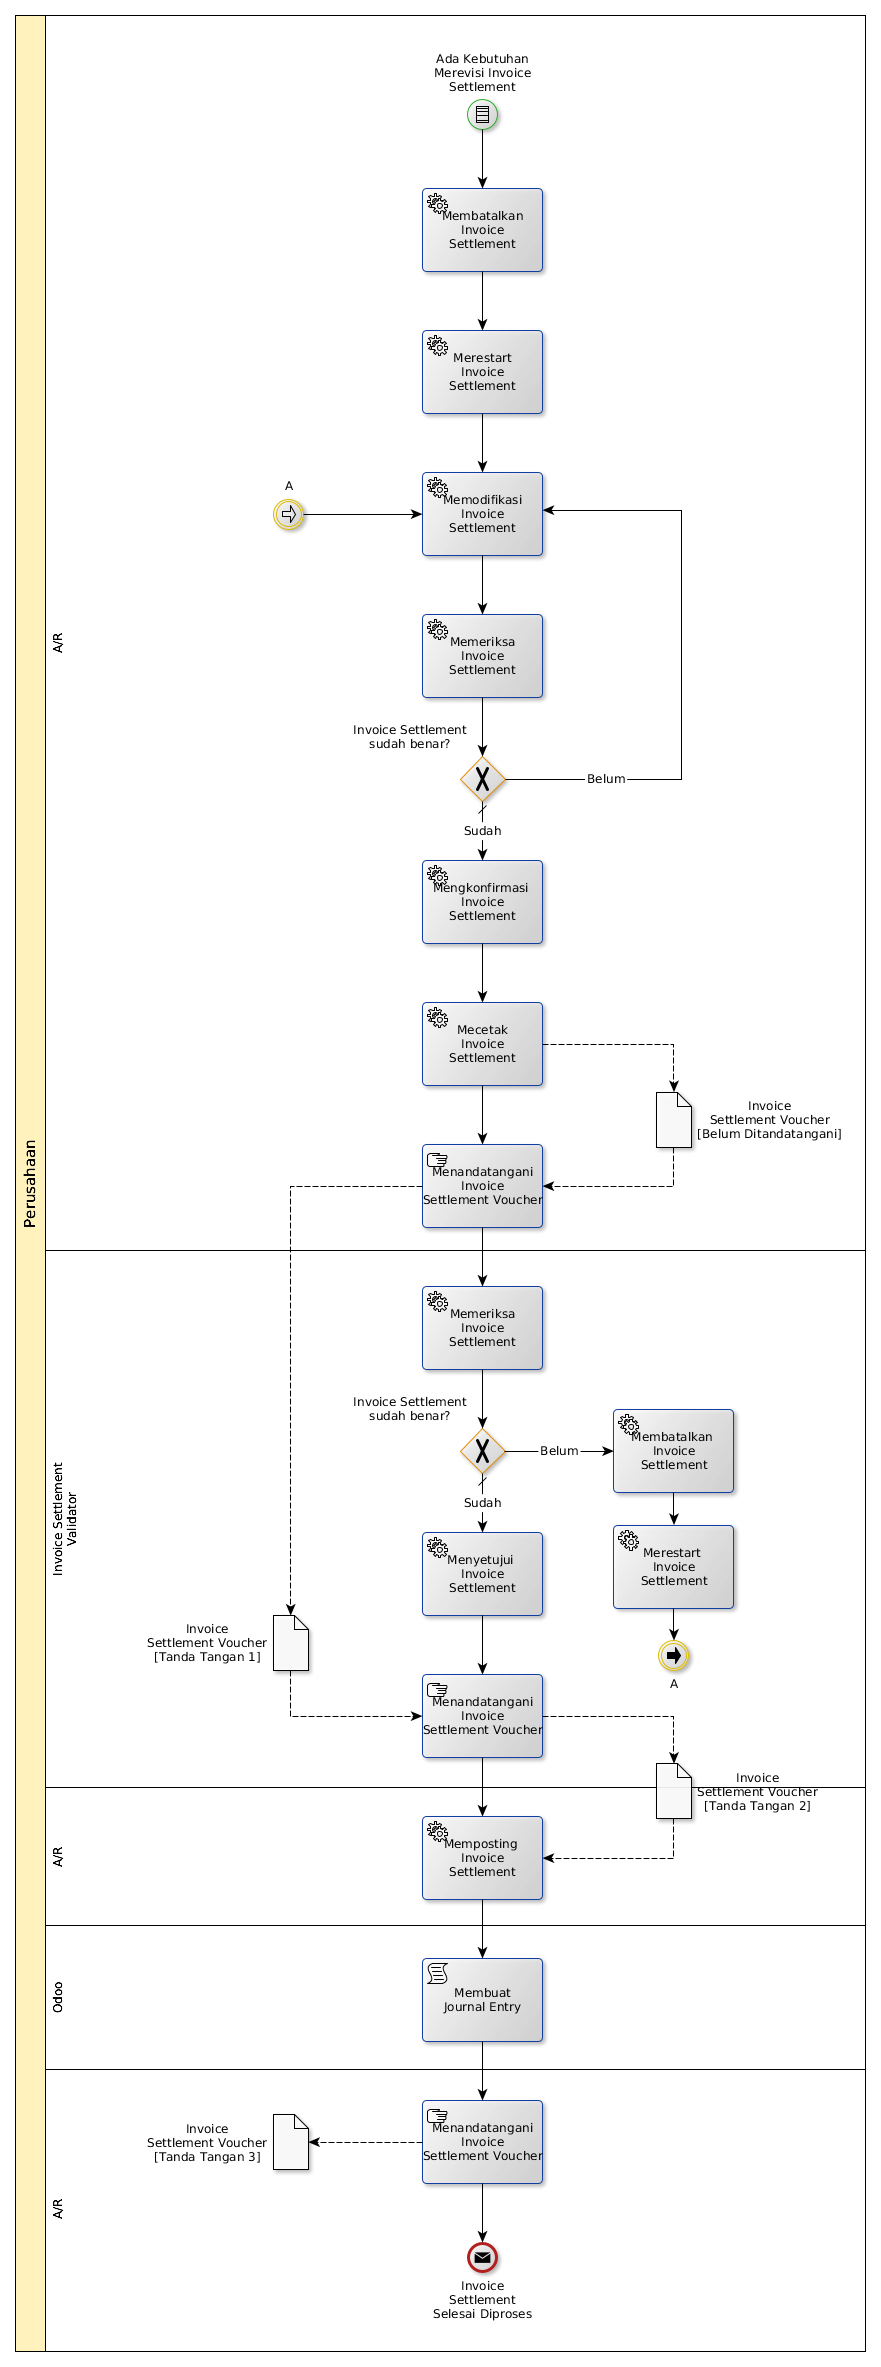 Perusahaan
A/R
Ada Kebutuhan
Merevisi Invoice
Settlement
Membatalkan
Invoice
Settlement
Merestart
Invoice
Settlement
A
Memodifikasi
Invoice
Settlement
Memeriksa
Invoice
Settlement
Invoice Settlement
sudah benar?
Belum
Sudah
Mengkonfirmasi
Invoice
Settlement
Mecetak
Invoice
Settlement
Invoice
Settlement Voucher
[Belum Ditandatangani]
Menandatangani
Invoice
Settlement Voucher
Invoice Settlement
Validator
Memeriksa
Invoice
Settlement
Invoice Settlement
sudah benar?
Belum
Membatalkan
Invoice
Settlement
Sudah
Menyetujui
Invoice
Settlement
Merestart
Invoice
Settlement
A
Invoice
Settlement Voucher
[Tanda Tangan 1]
Menandatangani
Invoice
Settlement Voucher
Invoice
Settlement Voucher
[Tanda Tangan 2]
A/R
Memposting
Invoice
Settlement
Odoo
Membuat
Journal Entry
A/R
Menandatangani
Invoice
Settlement Voucher
Invoice
Settlement Voucher
[Tanda Tangan 3]
Invoice
Settlement
Selesai Diproses